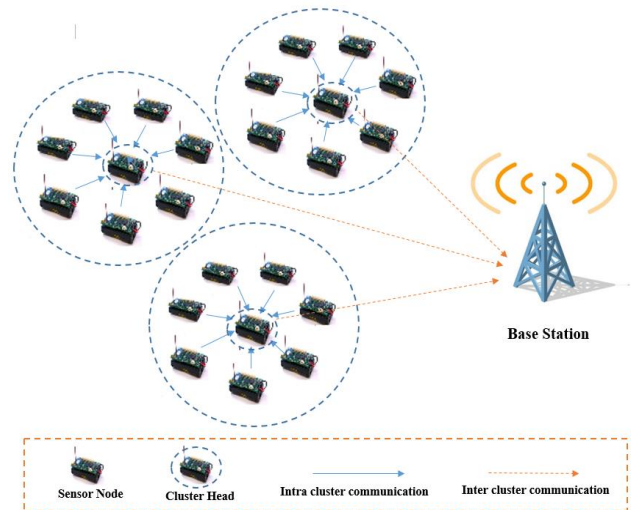 Base Station
Sensor Node
Cluster Head
Intra cluster communication
Inter cluster communication